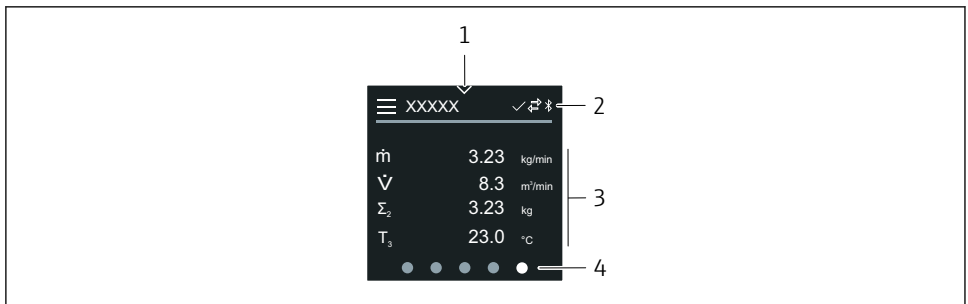 1
XXXXX
2
ṁ 3.23 kg/min
V̇ 8.3 m³/min
3
Σ₂ 3.23 kg
T₃ 23.0 °C
4